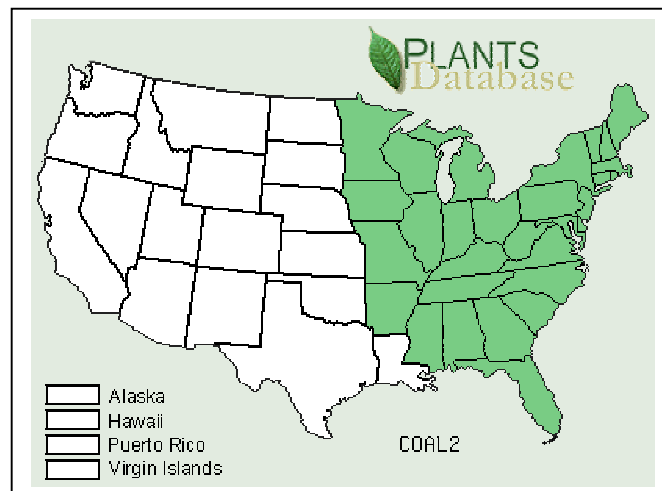 PLANTS
Database
Alaska
Hawaii
Puerto Rico
Virgin Islands
COAL2